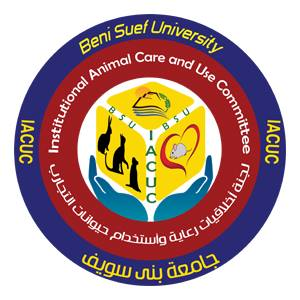 Beni Suef University
IACUC
IACUC
Institutional Animal Care and Use Committee
BSU
BSU
IACUC
لجنة اخلاقيات رعاية واستخدام حيوانات التجارب
جامعة بنى سويف